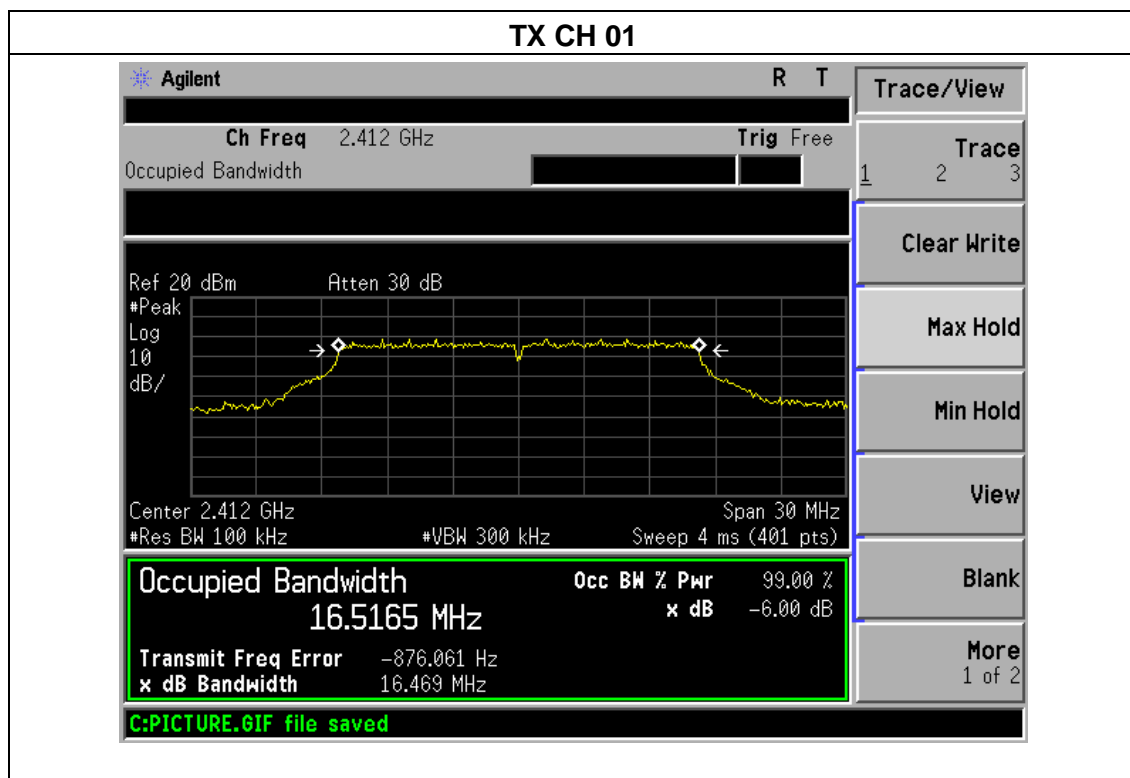 TX CH 01
Agilent R T
Ch Freq 2.412 GHz Trig Free
Occupied Bandwidth
Ref 20 dBm Atten 30 dB
#Peak
Log
10
dB/
Center 2.412 GHz Span 30 MHz
#Res BW 100 kHz #VBW 300 kHz Sweep 4 ms (401 pts)
Occupied Bandwidth Occ BW % Pwr 99.00 %
16.5165 MHz x dB -6.00 dB
Transmit Freq Error -876.061 Hz
x dB Bandwidth 16.469 MHz
C:PICTURE.GIF file saved
Trace/View
Trace
1 2 3
Clear Write
Max Hold
Min Hold
View
Blank
More
1 of 2